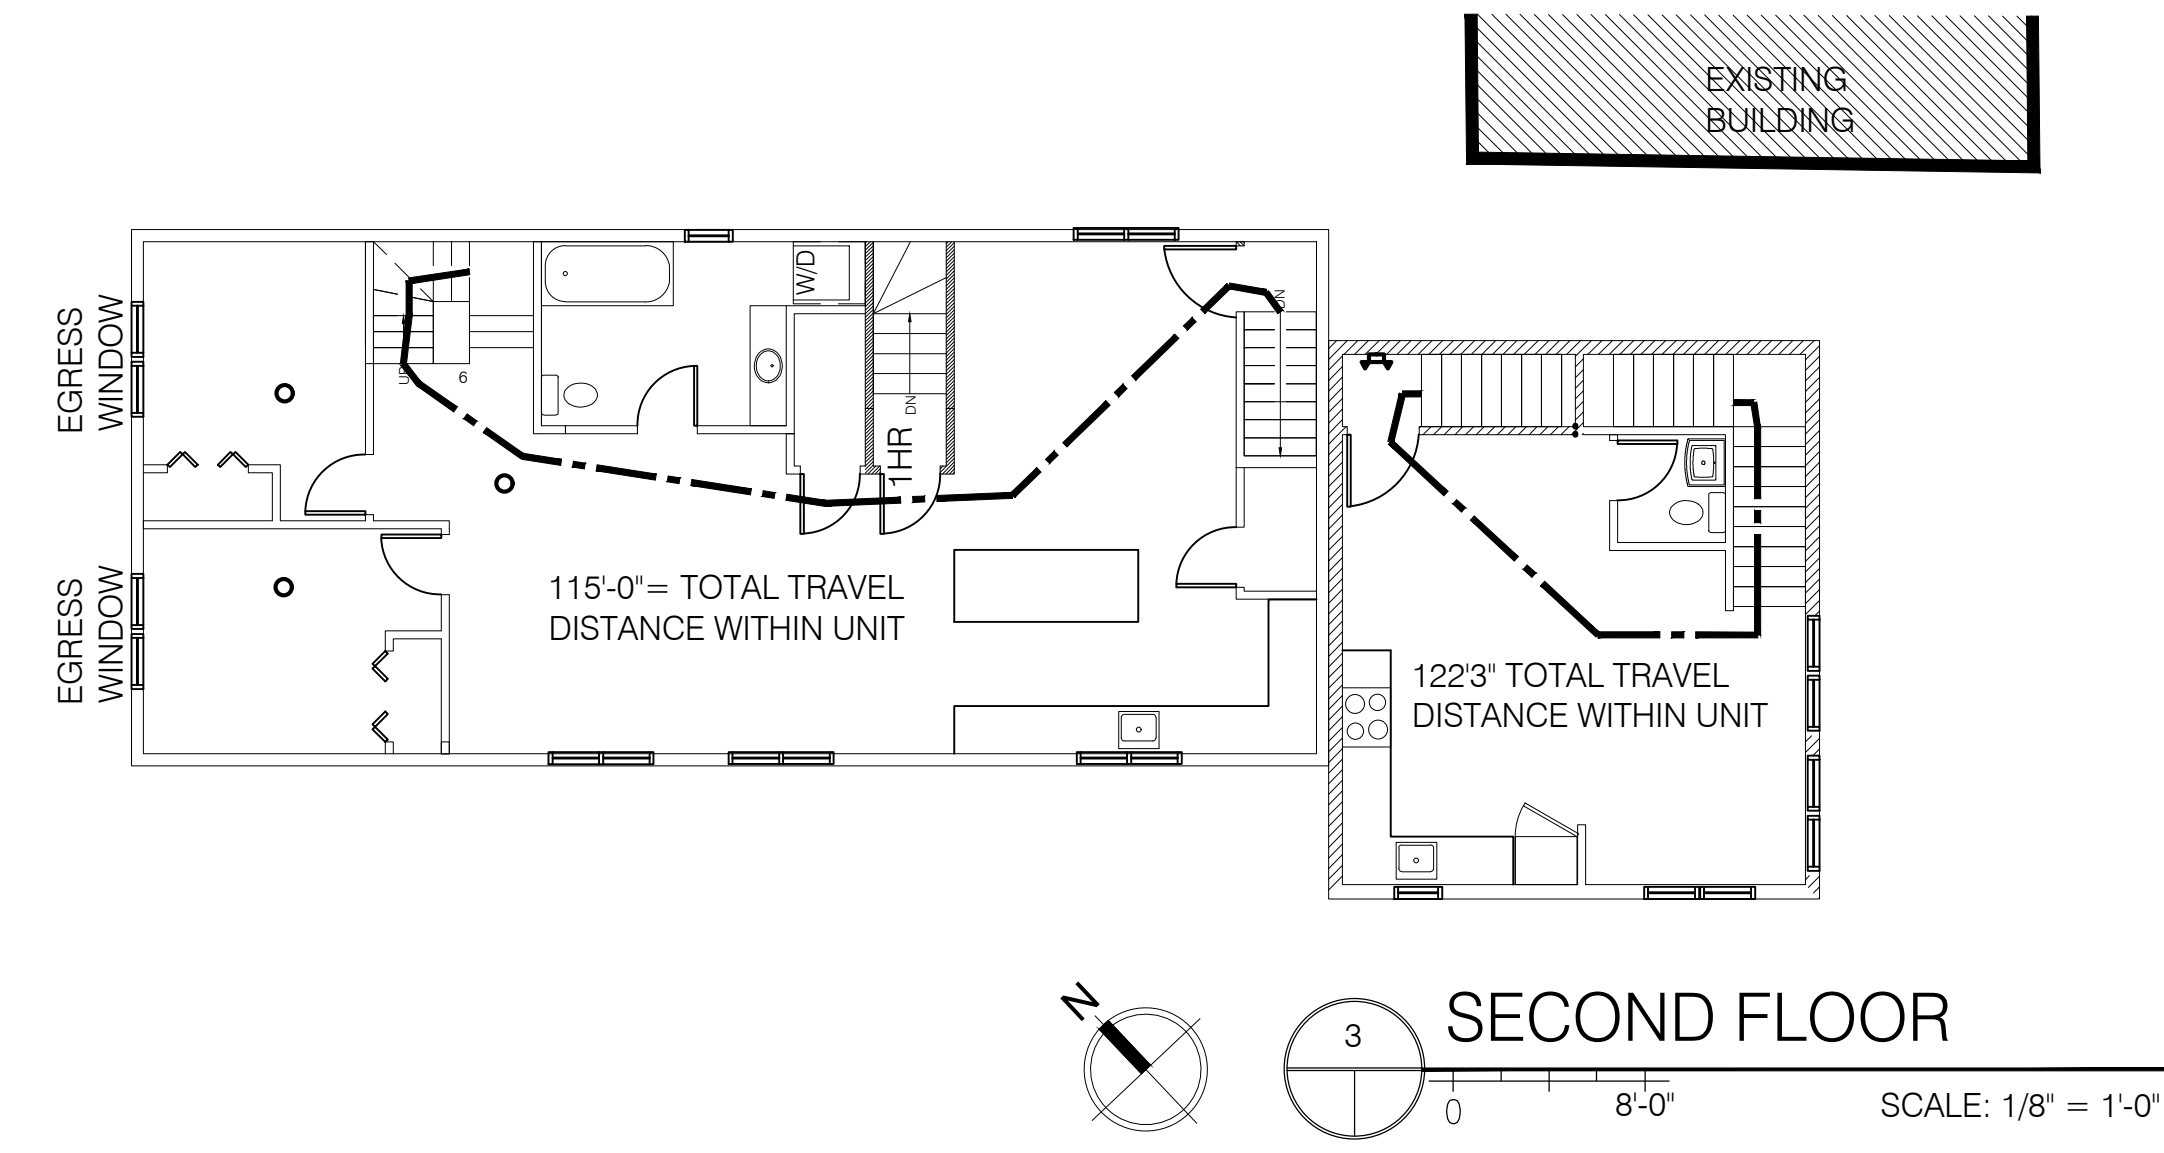 EXISTING
BUILDING
EGRESS
WINDOW
W/D
UP
6
DN
1HR
DN
EGRESS
WINDOW
115'-0"= TOTAL TRAVEL
DISTANCE WITHIN UNIT
122'3" TOTAL TRAVEL
DISTANCE WITHIN UNIT
N
3
SECOND FLOOR
0
8'-0"
SCALE: 1/8" = 1'-0"